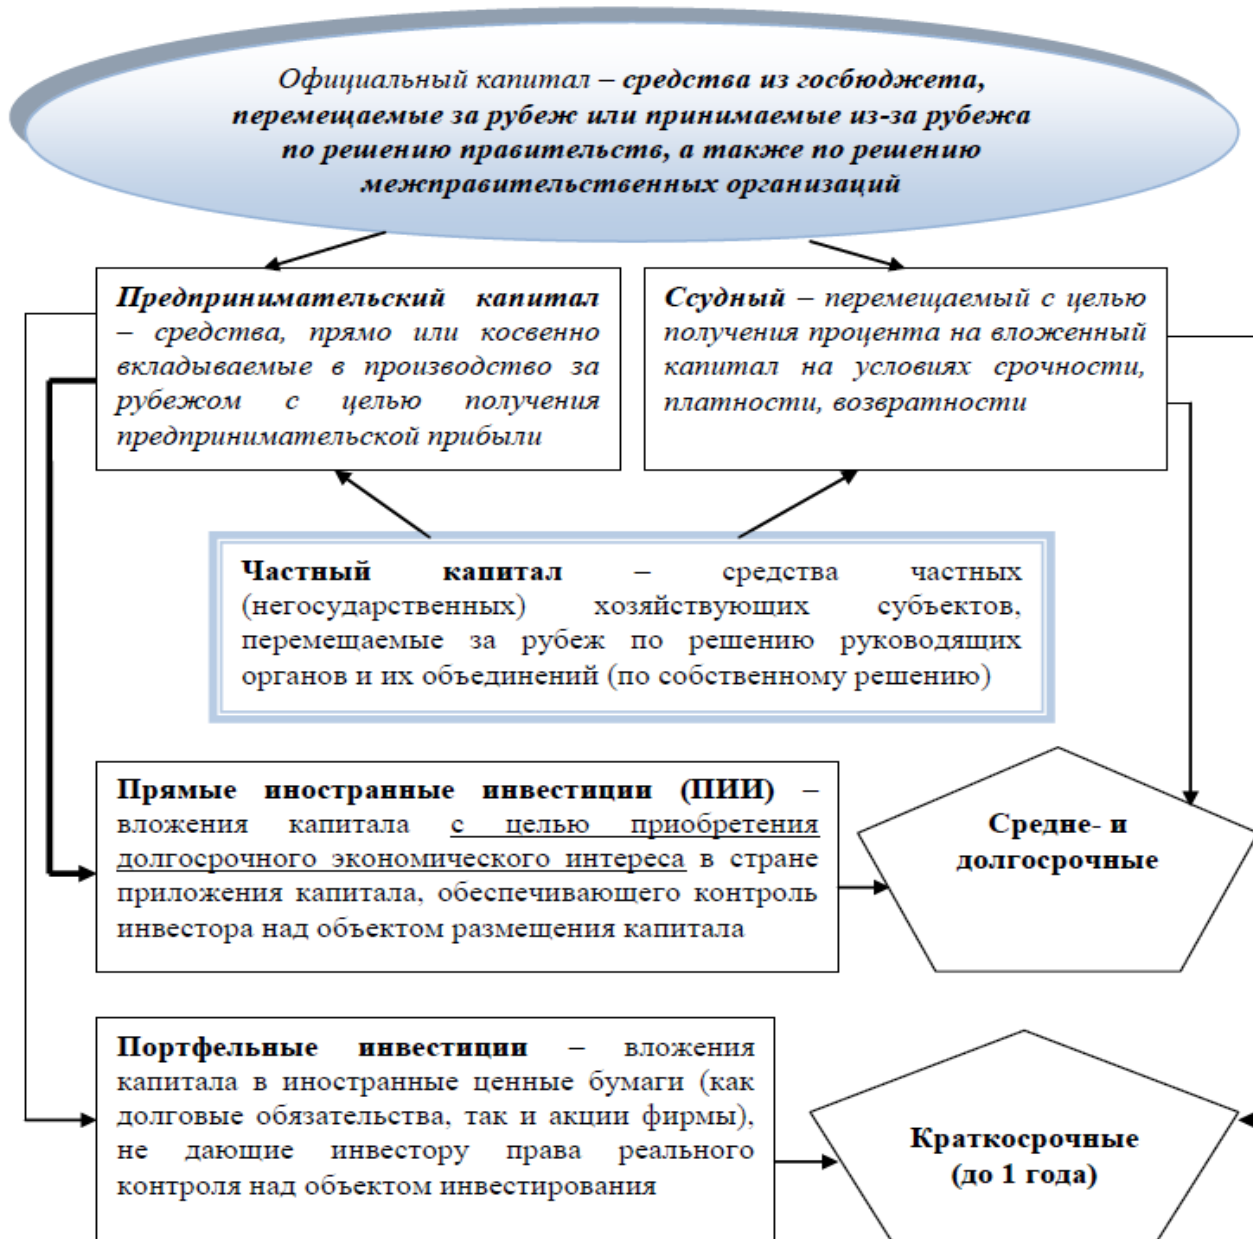 Официальный капитал – средства из госбюджета,
перемещаемые за рубеж или принимаемые из-за рубежа
по решению правительств, а также по решению
межправительственных организаций
Предпринимательский капитал
– средства, прямо или косвенно
вкладываемые в производство за
рубежом с целью получения
предпринимательской прибыли
Ссудный – перемещаемый с целью
получения процента на вложенный
капитал на условиях срочности,
платности, возвратности
Частный капитал – средства частных
(негосударственных) хозяйствующих субъектов,
перемещаемые за рубеж по решению руководящих
органов и их объединений (по собственному решению)
Прямые иностранные инвестиции (ПИИ) –
вложения капитала с целью приобретения
долгосрочного экономического интереса в стране
приложения капитала, обеспечивающего контроль
инвестора над объектом размещения капитала
Средне- и
долгосрочные
Портфельные инвестиции – вложения
капитала в иностранные ценные бумаги (как
долговые обязательства, так и акции фирмы),
не дающие инвестору права реального
контроля над объектом инвестирования
Краткосрочные
(до 1 года)